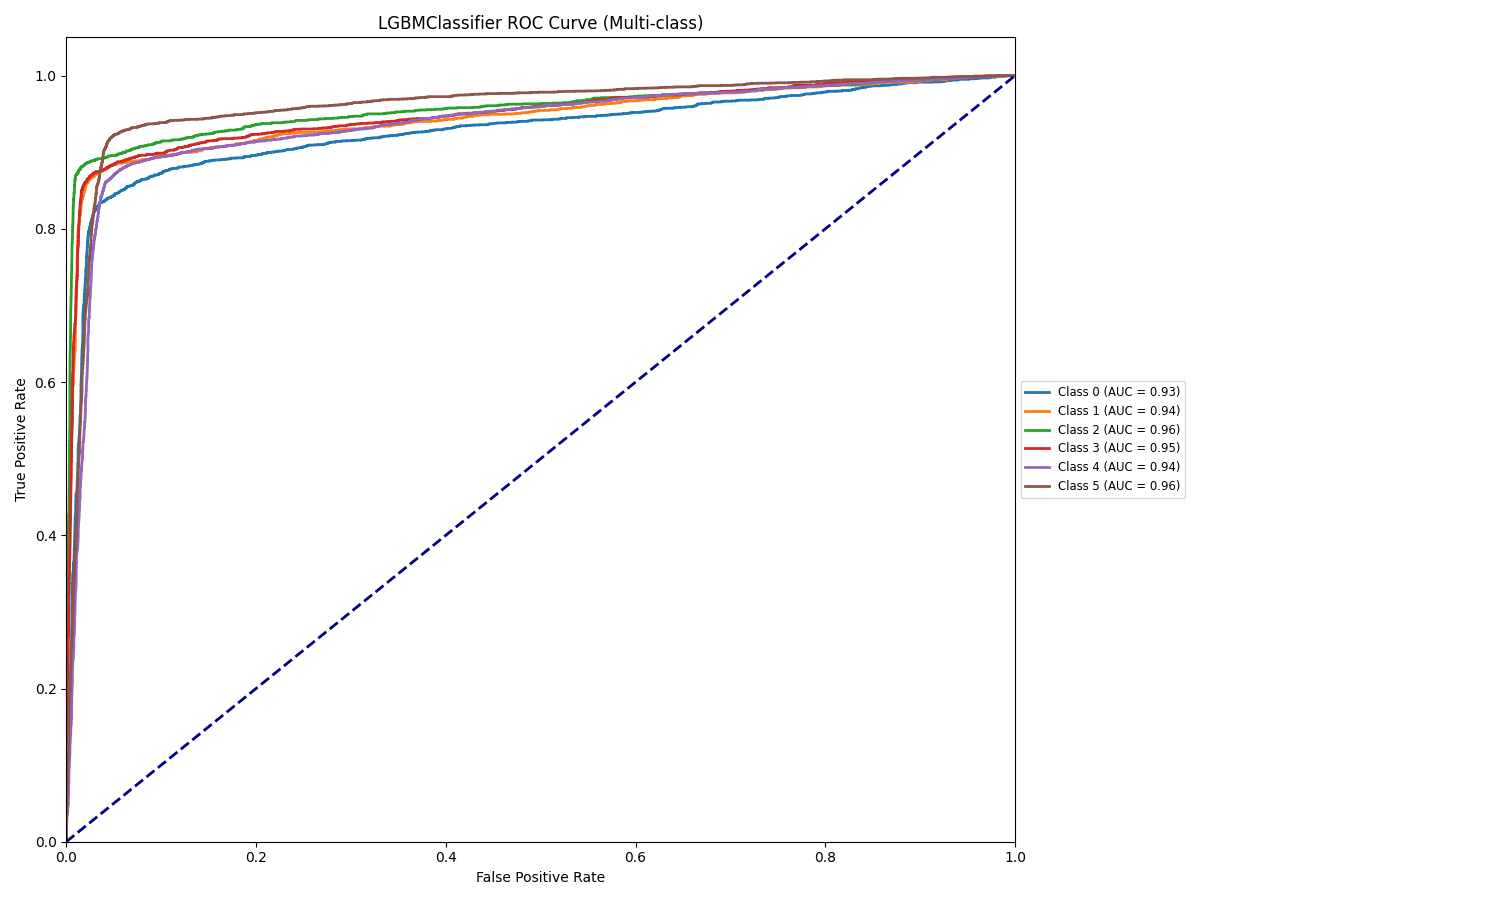 LGBMClassifier ROC Curve (Multi-class)
1.0
0.8
0.6
0.4
0.2
0.0
True Positive Rate
0.0 0.2 0.4 0.6 0.8 1.0
False Positive Rate
Class 0 (AUC = 0.93)
Class 1 (AUC = 0.94)
Class 2 (AUC = 0.96)
Class 3 (AUC = 0.95)
Class 4 (AUC = 0.94)
Class 5 (AUC = 0.96)